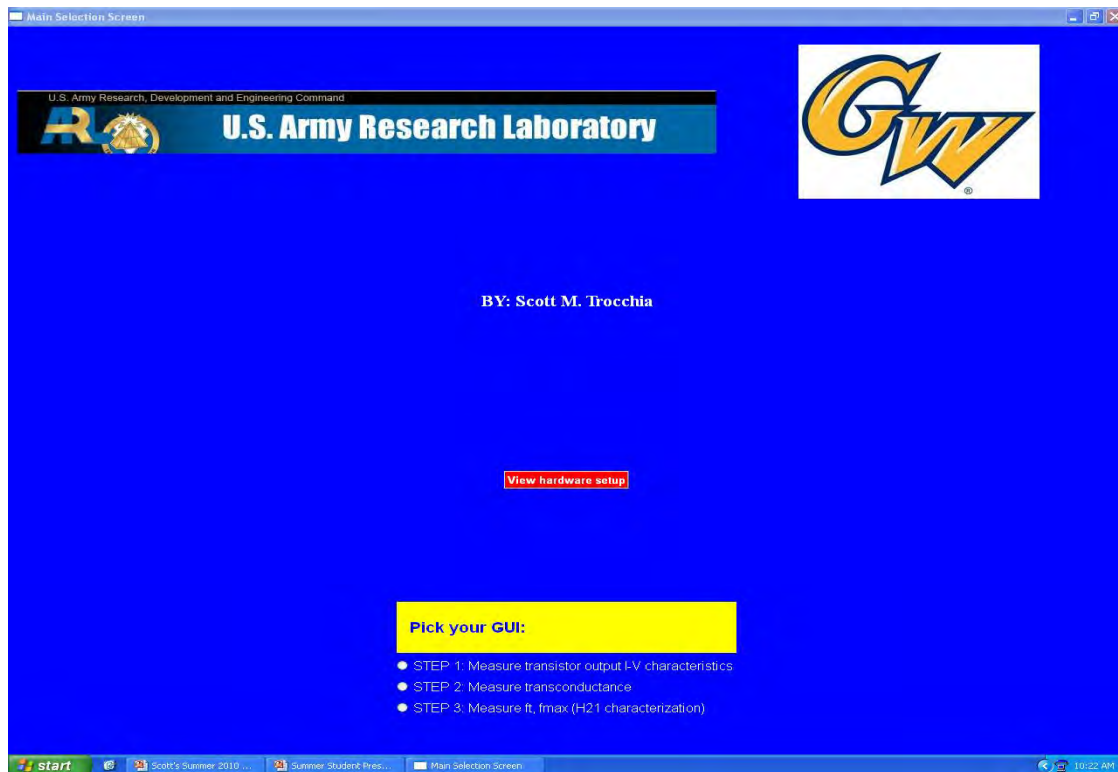 Main Selection Screen
U.S. Army Research, Development and Engineering Command
ARL
U.S. Army Research Laboratory
GW
®
BY: Scott M. Trocchia
View hardware setup
Pick your GUI:
STEP 1: Measure transistor output I-V characteristics
STEP 2: Measure transconductance
STEP 3: Measure ft, fmax (H21 characterization)
start
Scott's Summer 2010 ...
Summer Student Pres...
Main Selection Screen
10:22 AM